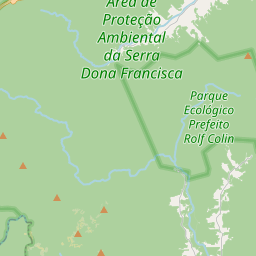 Área de
Proteção
Ambiental
da Serra
Dona Francisca
Parque
Ecológico
Prefeito
Rolf Colin